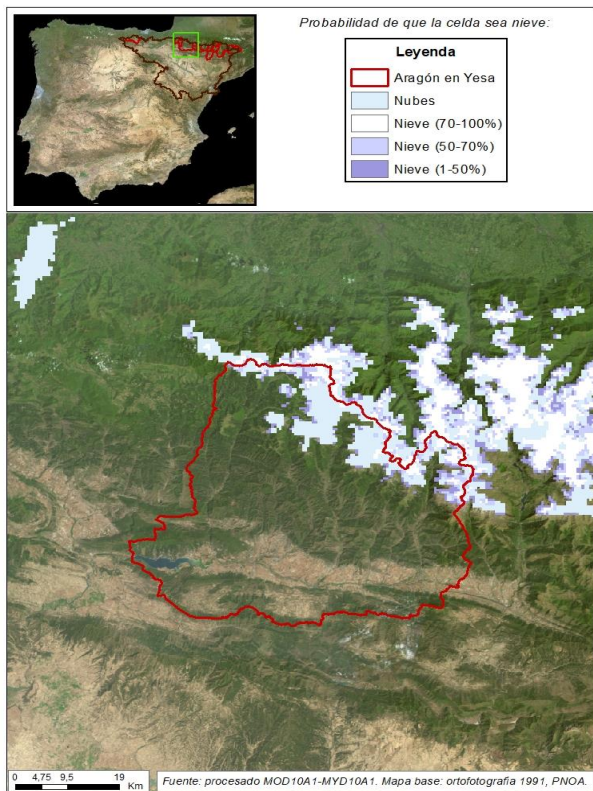 Probabilidad de que la celda sea nieve:
Leyenda
Aragón en Yesa
Nubes
Nieve (70-100%)
Nieve (50-70%)
Nieve (1-50%)
0 4,75 9,5 19
Km
Fuente: procesado MOD10A1-MYD10A1. Mapa base: ortofotografia 1991, PNOA.